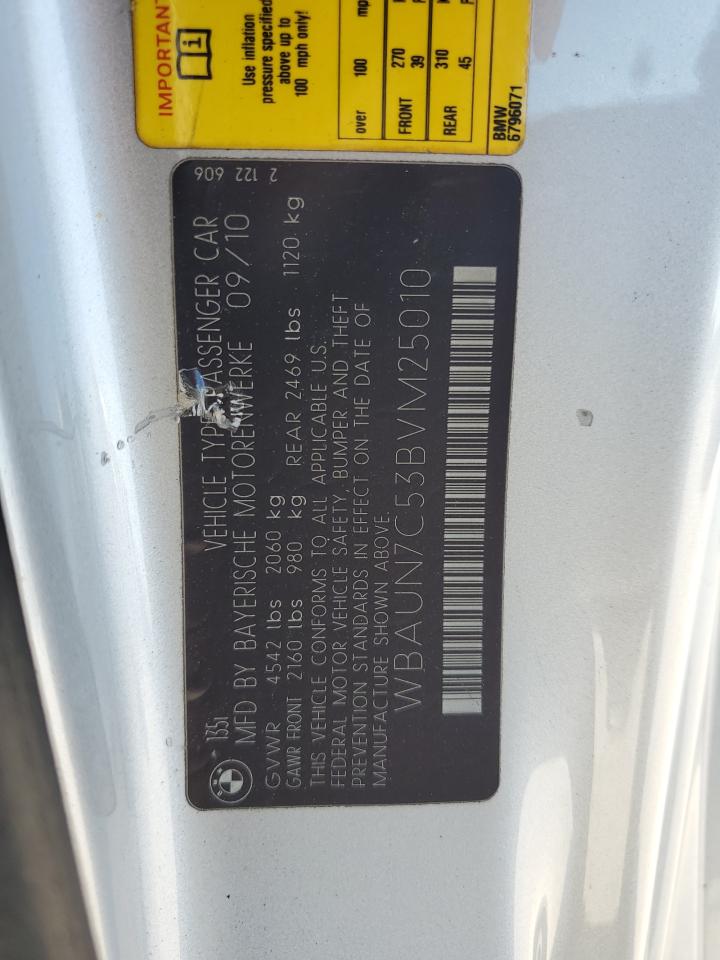 IMPORTANT
Use inflation
pressure specified
above up to
100 mph only!
over 100 mp
FRONT 270 39
REAR 310 45
BMW
6796071
135i VEHICLE TYPE PASSENGER CAR 2 122 606
MFD BY BAYERISCHE MOTORENWERKE 09/10
GVWR 4542 lbs 2060 kg
GAWR FRONT 2160 lbs 980 kg REAR 2469 lbs 1120 kg
THIS VEHICLE CONFORMS TO ALL APPLICABLE U.S.
FEDERAL MOTOR VEHICLE SAFETY, BUMPER AND THEFT
PREVENTION STANDARDS IN EFFECT ON THE DATE OF
MANUFACTURE SHOWN ABOVE.
WBAUN7C53BVM25010